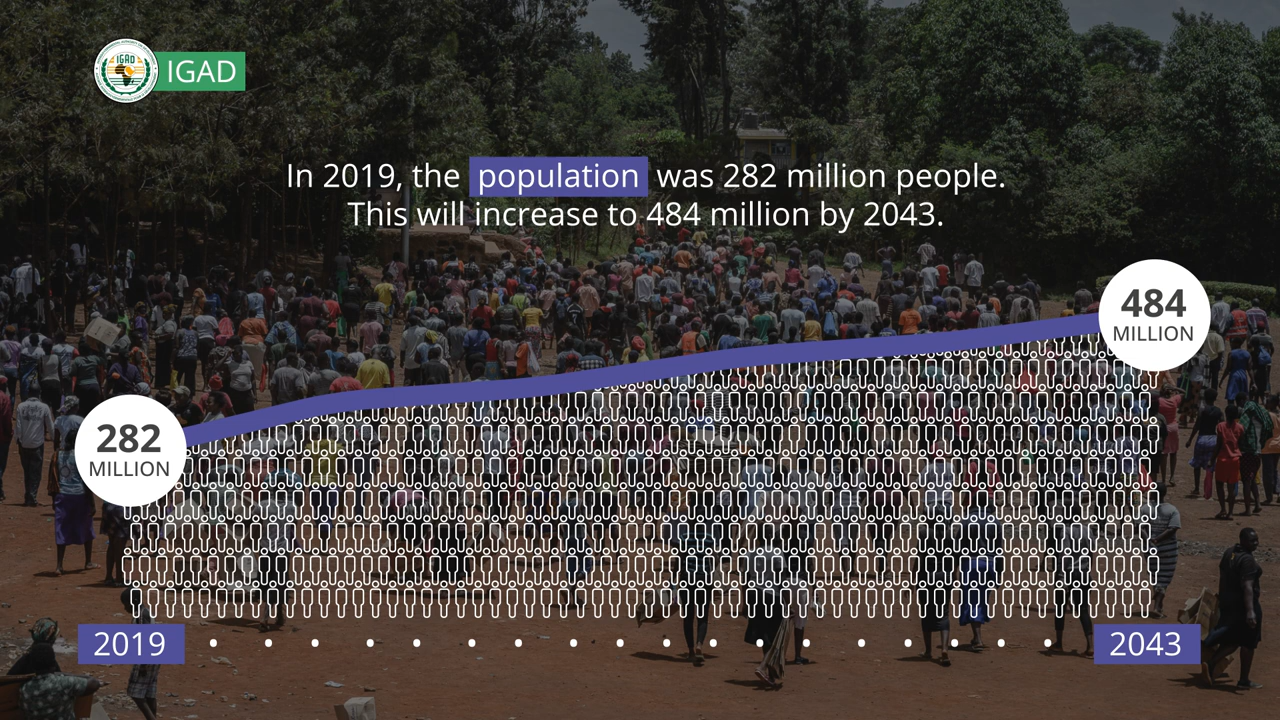 IGAD
IGAD
In 2019, the population was 282 million people.
This will increase to 484 million by 2043.
484
MILLION
282
MILLION
2019
2043